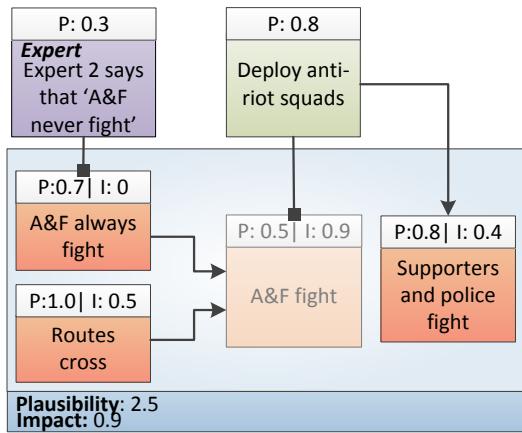 P: 0.3
Expert
Expert 2 says
that ‘A&F
never fight’
P: 0.8
Deploy anti-
riot squads
P:0.7| I: 0
A&F always
fight
P: 0.5| I: 0.9
A&F fight
P:0.8| I: 0.4
Supporters
and police
fight
P:1.0| I: 0.5
Routes
cross
Plausibility: 2.5
Impact: 0.9